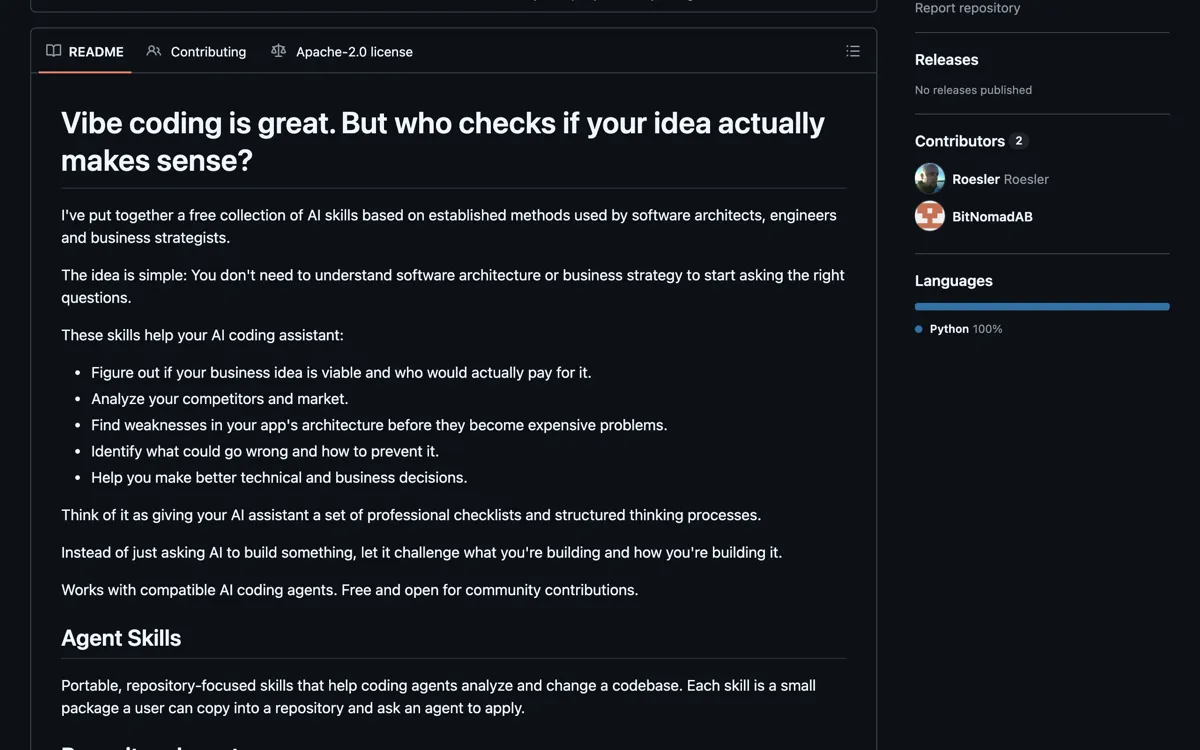 Report repository
README
Contributing
Apache-2.0 license
Releases
No releases published
Vibe coding is great. But who checks if your idea actually
makes sense?
Contributors 2
Roesler Roesler
BitNomadAB
I've put together a free collection of AI skills based on established methods used by software architects, engineers
and business strategists.
The idea is simple: You don't need to understand software architecture or business strategy to start asking the right
questions.
Languages
Python 100%
These skills help your AI coding assistant:
• Figure out if your business idea is viable and who would actually pay for it.
• Analyze your competitors and market.
• Find weaknesses in your app's architecture before they become expensive problems.
• Identify what could go wrong and how to prevent it.
• Help you make better technical and business decisions.
Think of it as giving your AI assistant a set of professional checklists and structured thinking processes.
Instead of just asking AI to build something, let it challenge what you're building and how you're building it.
Works with compatible AI coding agents. Free and open for community contributions.
Agent Skills
Portable, repository-focused skills that help coding agents analyze and change a codebase. Each skill is a small
package a user can copy into a repository and ask an agent to apply.